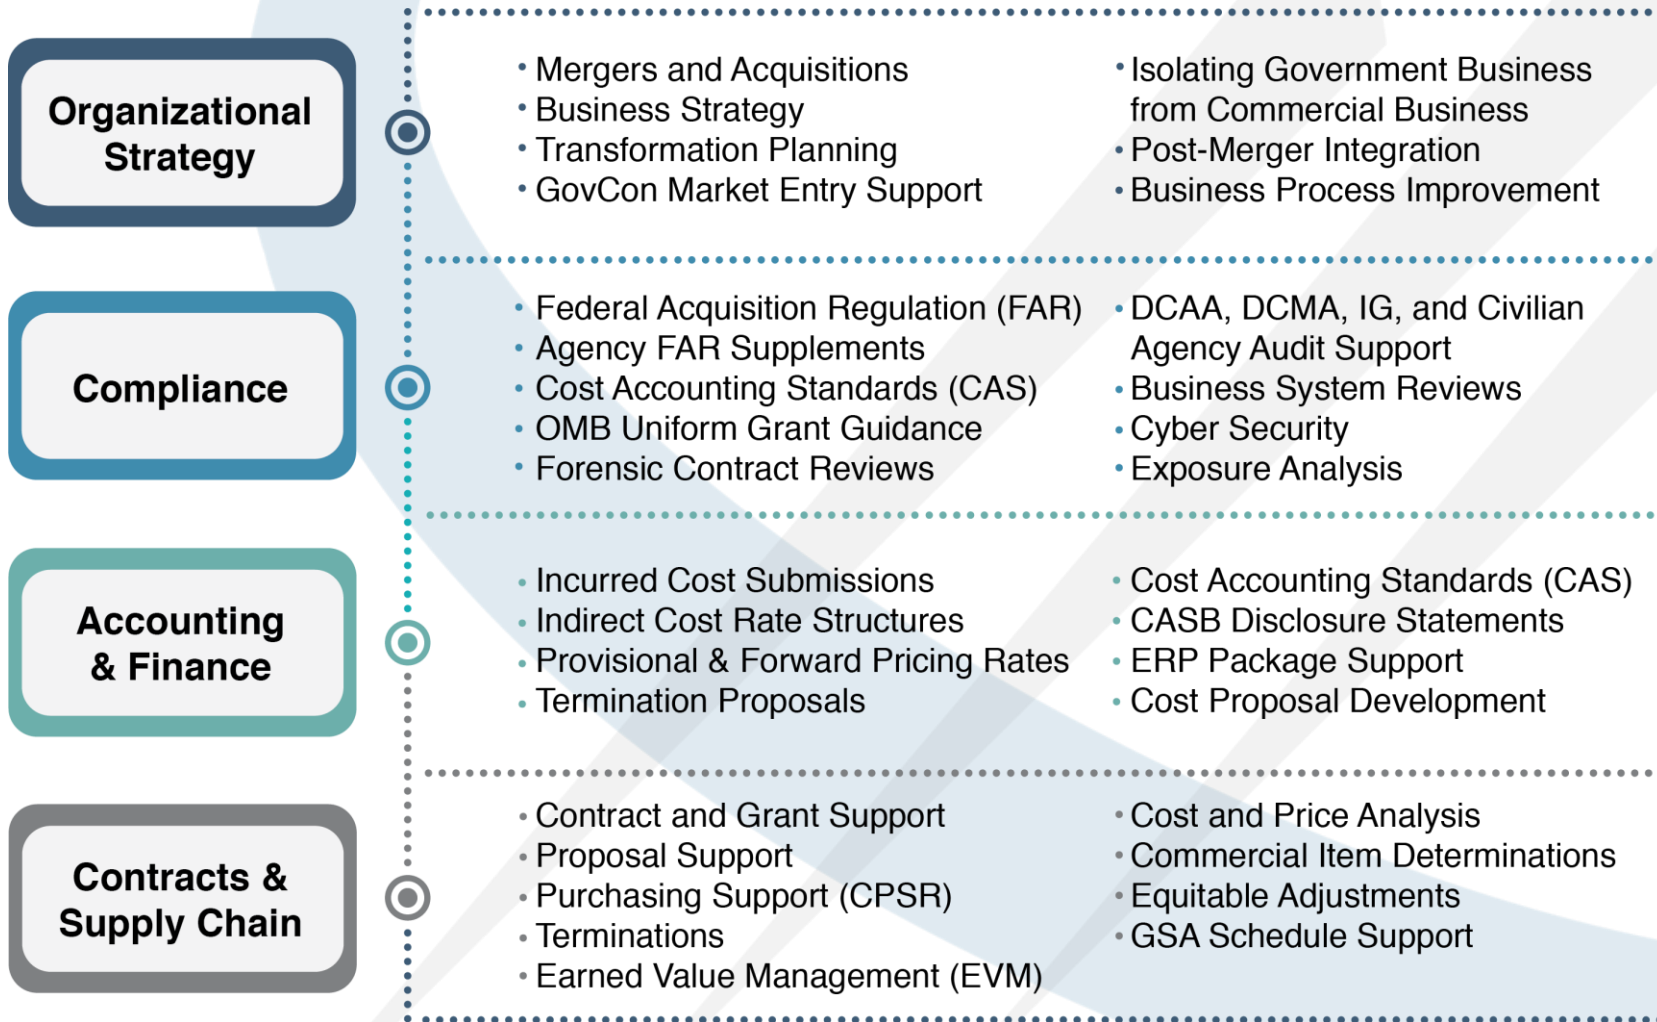 Organizational
Strategy
• Mergers and Acquisitions
• Business Strategy
• Transformation Planning
• GovCon Market Entry Support
• Isolating Government Business
from Commercial Business
• Post-Merger Integration
• Business Process Improvement
Compliance
• Federal Acquisition Regulation (FAR)
• Agency FAR Supplements
• Cost Accounting Standards (CAS)
• OMB Uniform Grant Guidance
• Forensic Contract Reviews
• DCAA, DCMA, IG, and Civilian
Agency Audit Support
• Business System Reviews
• Cyber Security
• Exposure Analysis
Accounting
& Finance
• Incurred Cost Submissions
• Indirect Cost Rate Structures
• Provisional & Forward Pricing Rates
• Termination Proposals
• Cost Accounting Standards (CAS)
• CASB Disclosure Statements
• ERP Package Support
• Cost Proposal Development
Contracts &
Supply Chain
• Contract and Grant Support
• Proposal Support
• Purchasing Support (CPSR)
• Terminations
• Earned Value Management (EVM)
• Cost and Price Analysis
• Commercial Item Determinations
• Equitable Adjustments
• GSA Schedule Support